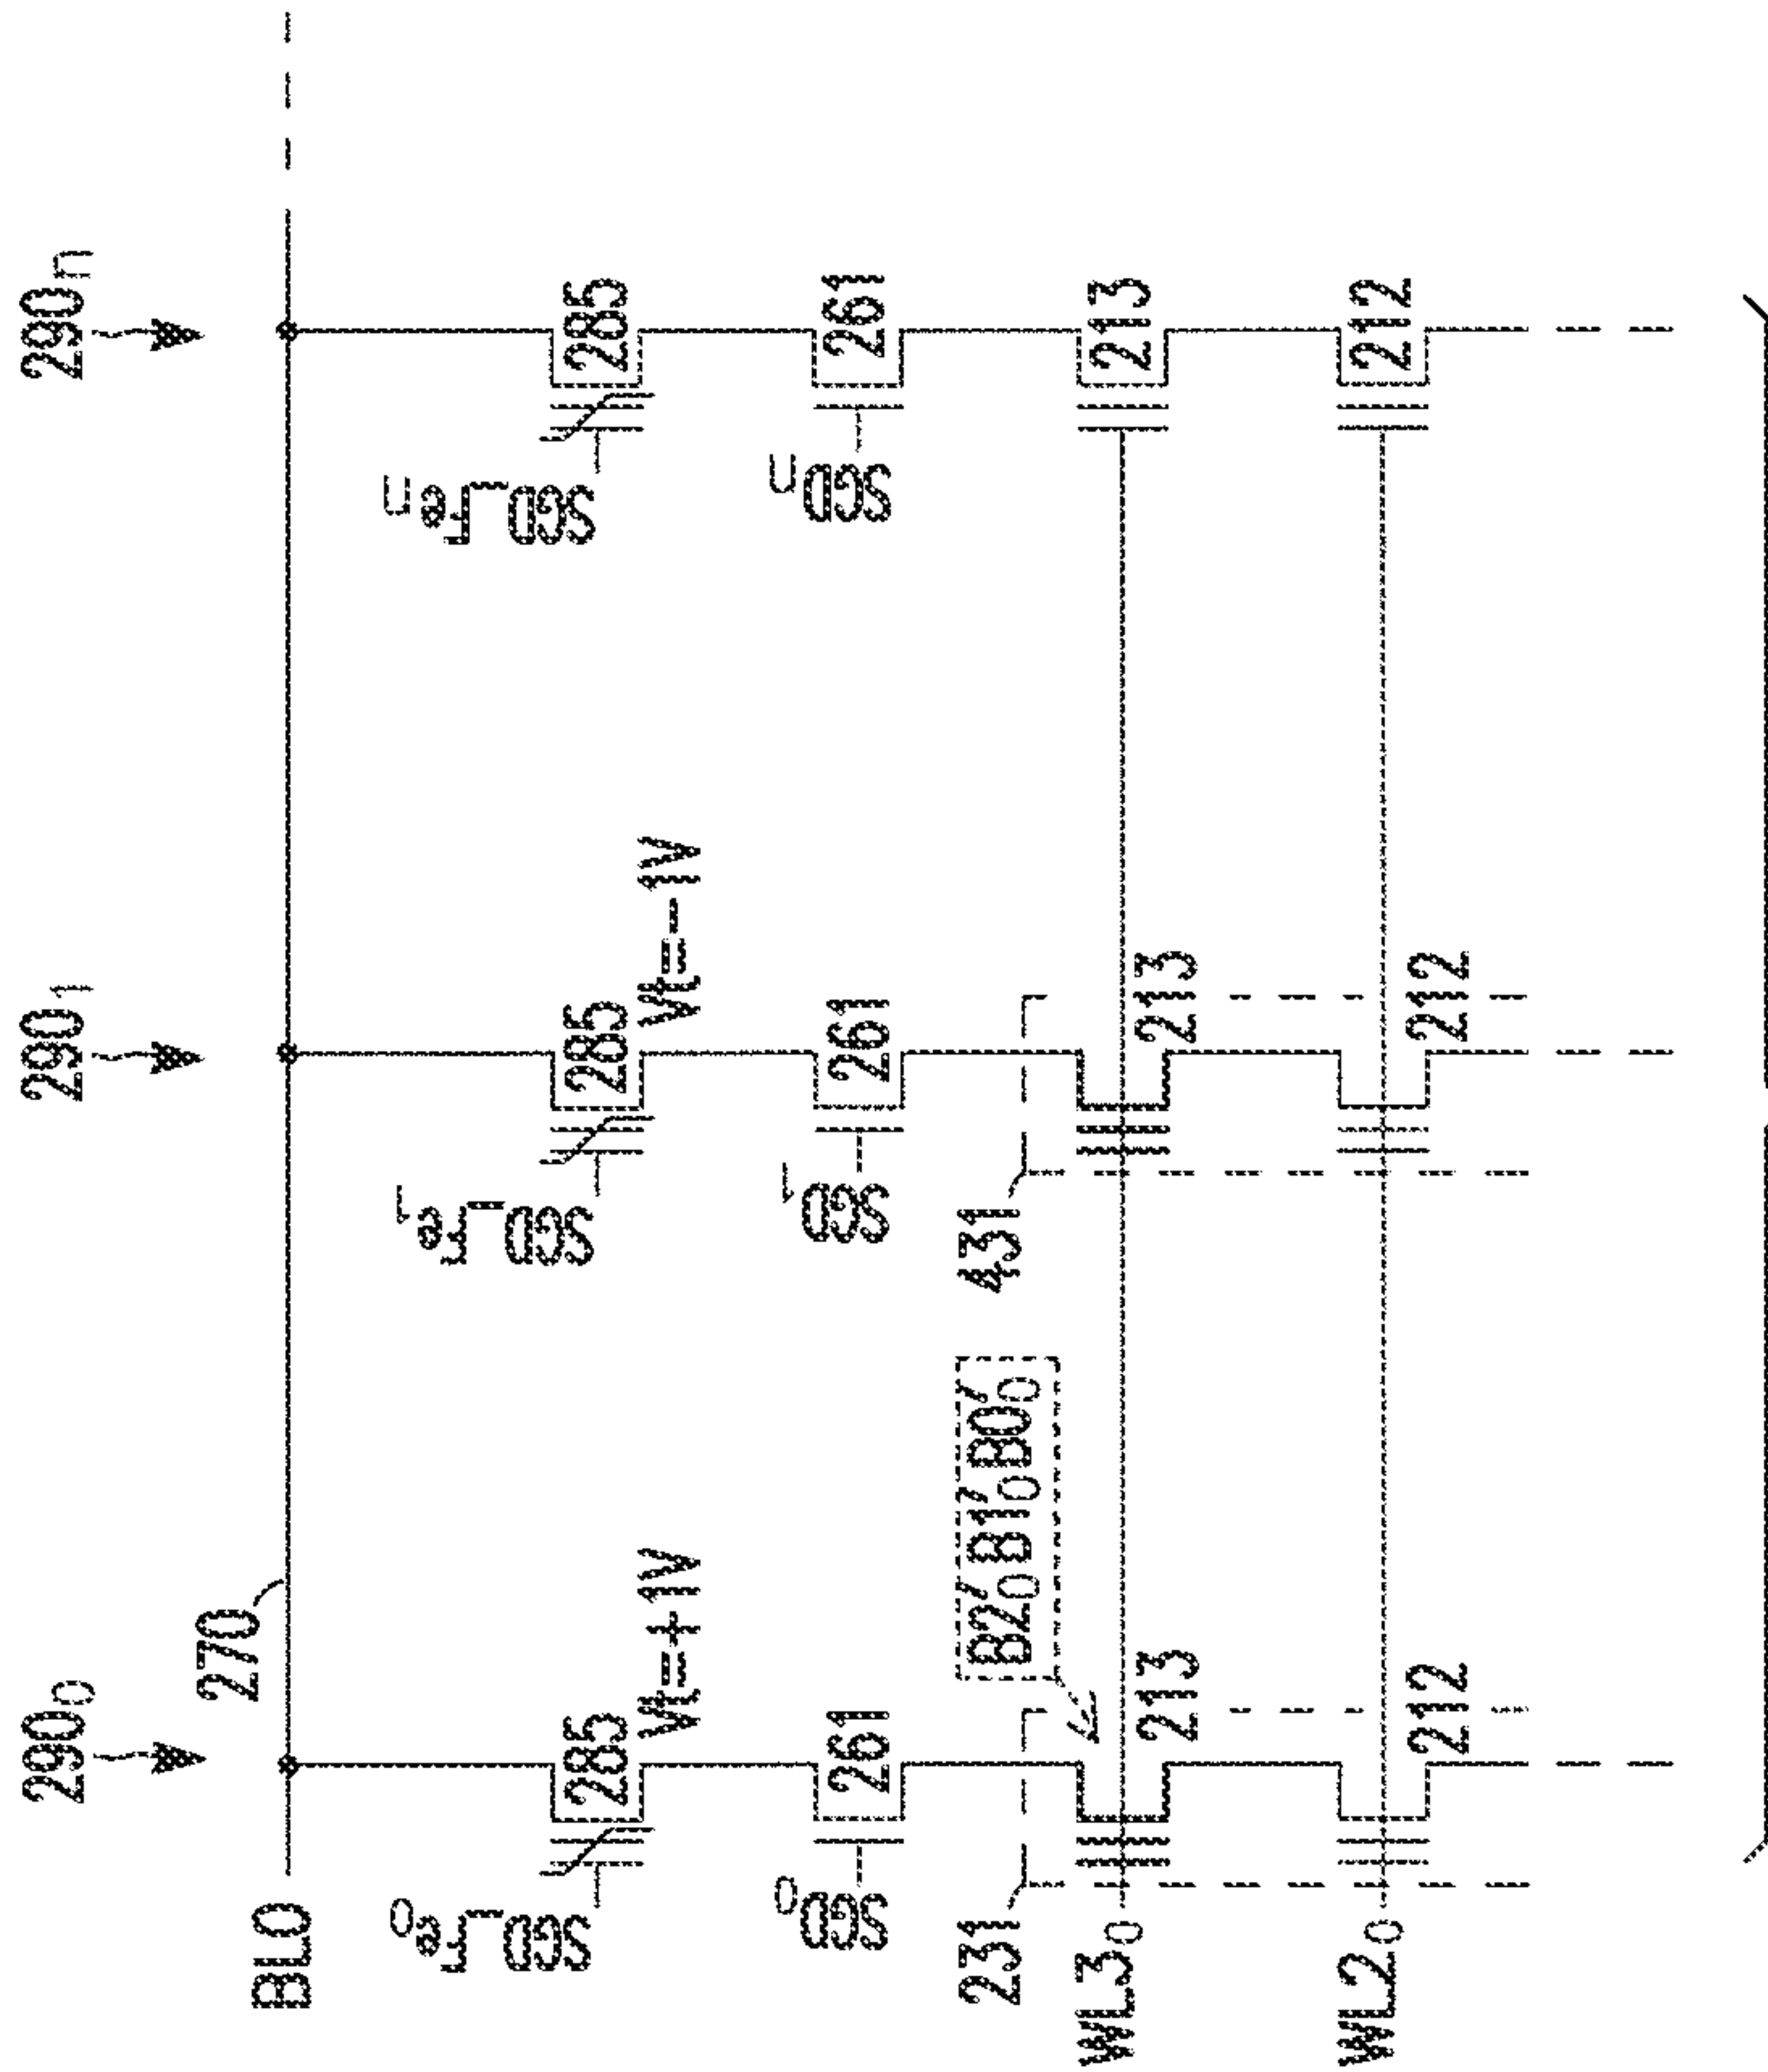 290₀
290₁
290ₙ
270
BL0
SGD_Fe₀
285
SGD_Fe₁
285
SGD_Feₙ
285
Vt=+1V
Vt=-1V
SGD₀
261
SGD₁
261
SGDₙ
261
231
B2'₀B1'₀B0'₀
431
WL3₀
213
213
213
WL2₀
212
212
212